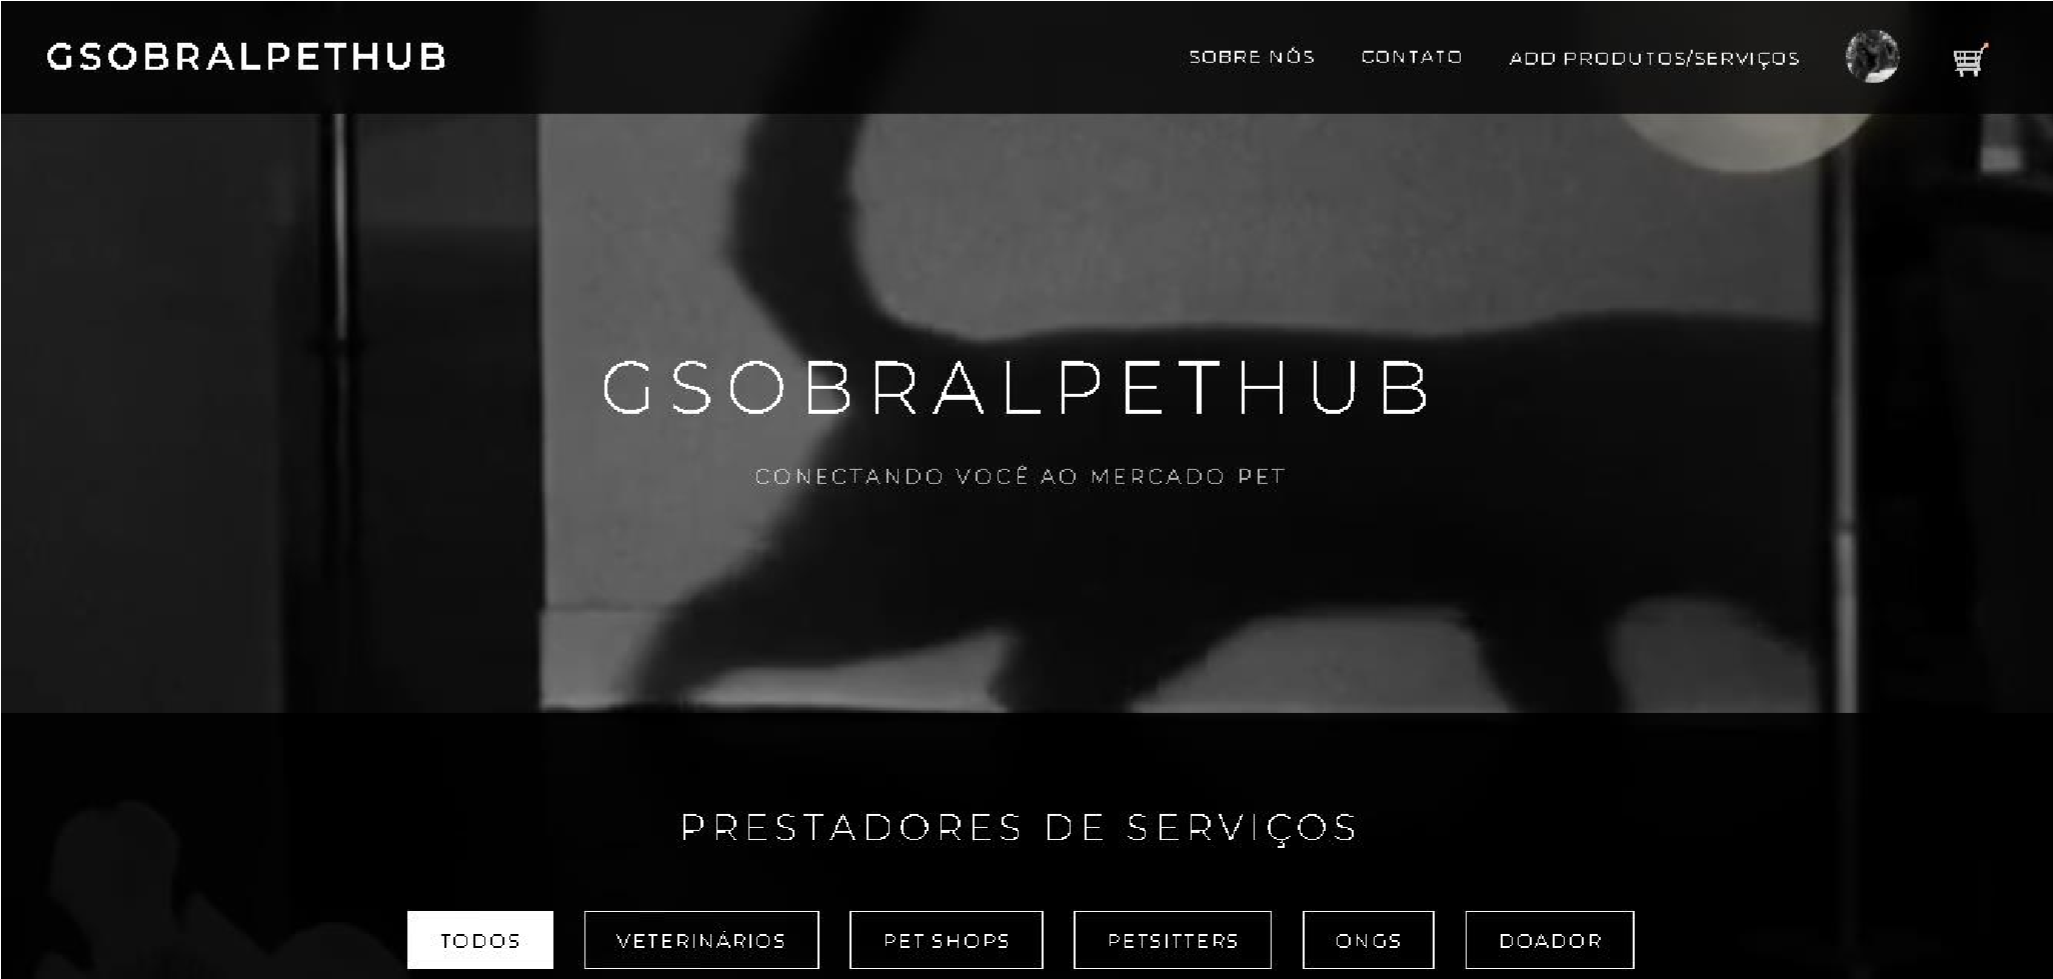 GSOBRALPETHUB
SOBRE NÓS CONTATO ADD PRODUTOS/SERVIÇOS
GSOBRALPETHUB
CONECTANDO VOCÊ AO MERCADO PET
PRESTADORES DE SERVIÇOS
TODOS VETERINÁRIOS PET SHOPS PETSITTERS ONGS DOADOR